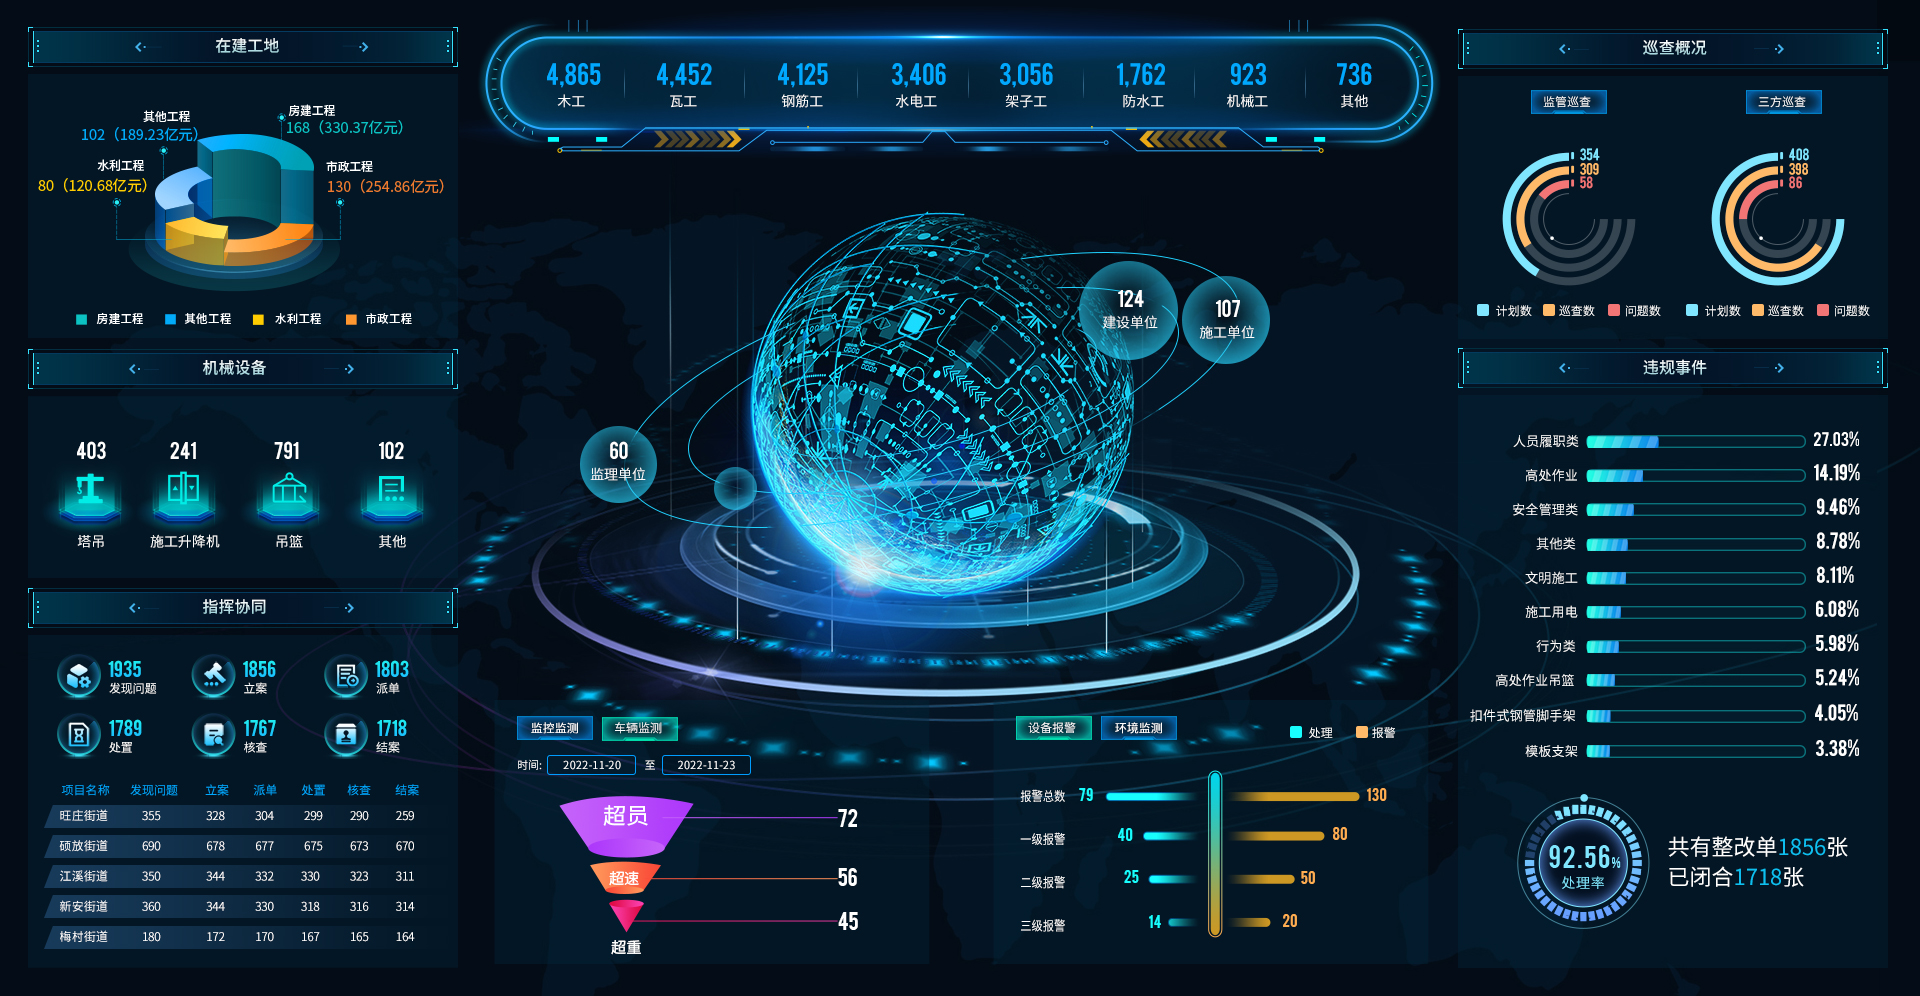 在建工地
其他工程
102（189.23亿元）
房建工程
168（330.37亿元）
水利工程
80（120.68亿元）
市政工程
130（254.86亿元）
房建工程 其他工程 水利工程 市政工程
机械设备
403 241 791 102
塔吊 施工升降机 吊篮 其他
指挥协同
1935 1856 1803
发现问题 立案 派单
1789 1767 1718
处置 核查 结案
项目名称 发现问题 立案 派单 处置 核查 结案
旺庄街道 355 328 304 299 290 259
硕放街道 690 678 677 675 673 670
江溪街道 350 344 332 330 323 311
新安街道 360 344 330 318 316 314
梅村街道 180 172 170 167 165 164
4,865 4,452 4,125 3,406 3,056 1,762 923 736
木工 瓦工 钢筋工 水电工 架子工 防水工 机械工 其他
124
建设单位
107
施工单位
60
监理单位
监控监测 车辆监测
时间: 2022-11-20 至 2022-11-23
超员
72
超速
56
45
超重
设备报警 环境监测
处理 报警
报警总数 79 130
一级报警 40 80
二级报警 25 50
三级报警 14 20
巡查概况
监管巡查 三方巡查
354
309
58
408
398
86
计划数 巡查数 问题数 计划数 巡查数 问题数
违规事件
人员履职类 27.03%
高处作业 14.19%
安全管理类 9.46%
其他类 8.78%
文明施工 8.11%
施工用电 6.08%
行为类 5.98%
高处作业吊篮 5.24%
扣件式钢管脚手架 4.05%
模板支架 3.38%
92.56%
处理率
共有整改单1856张
已闭合1718张